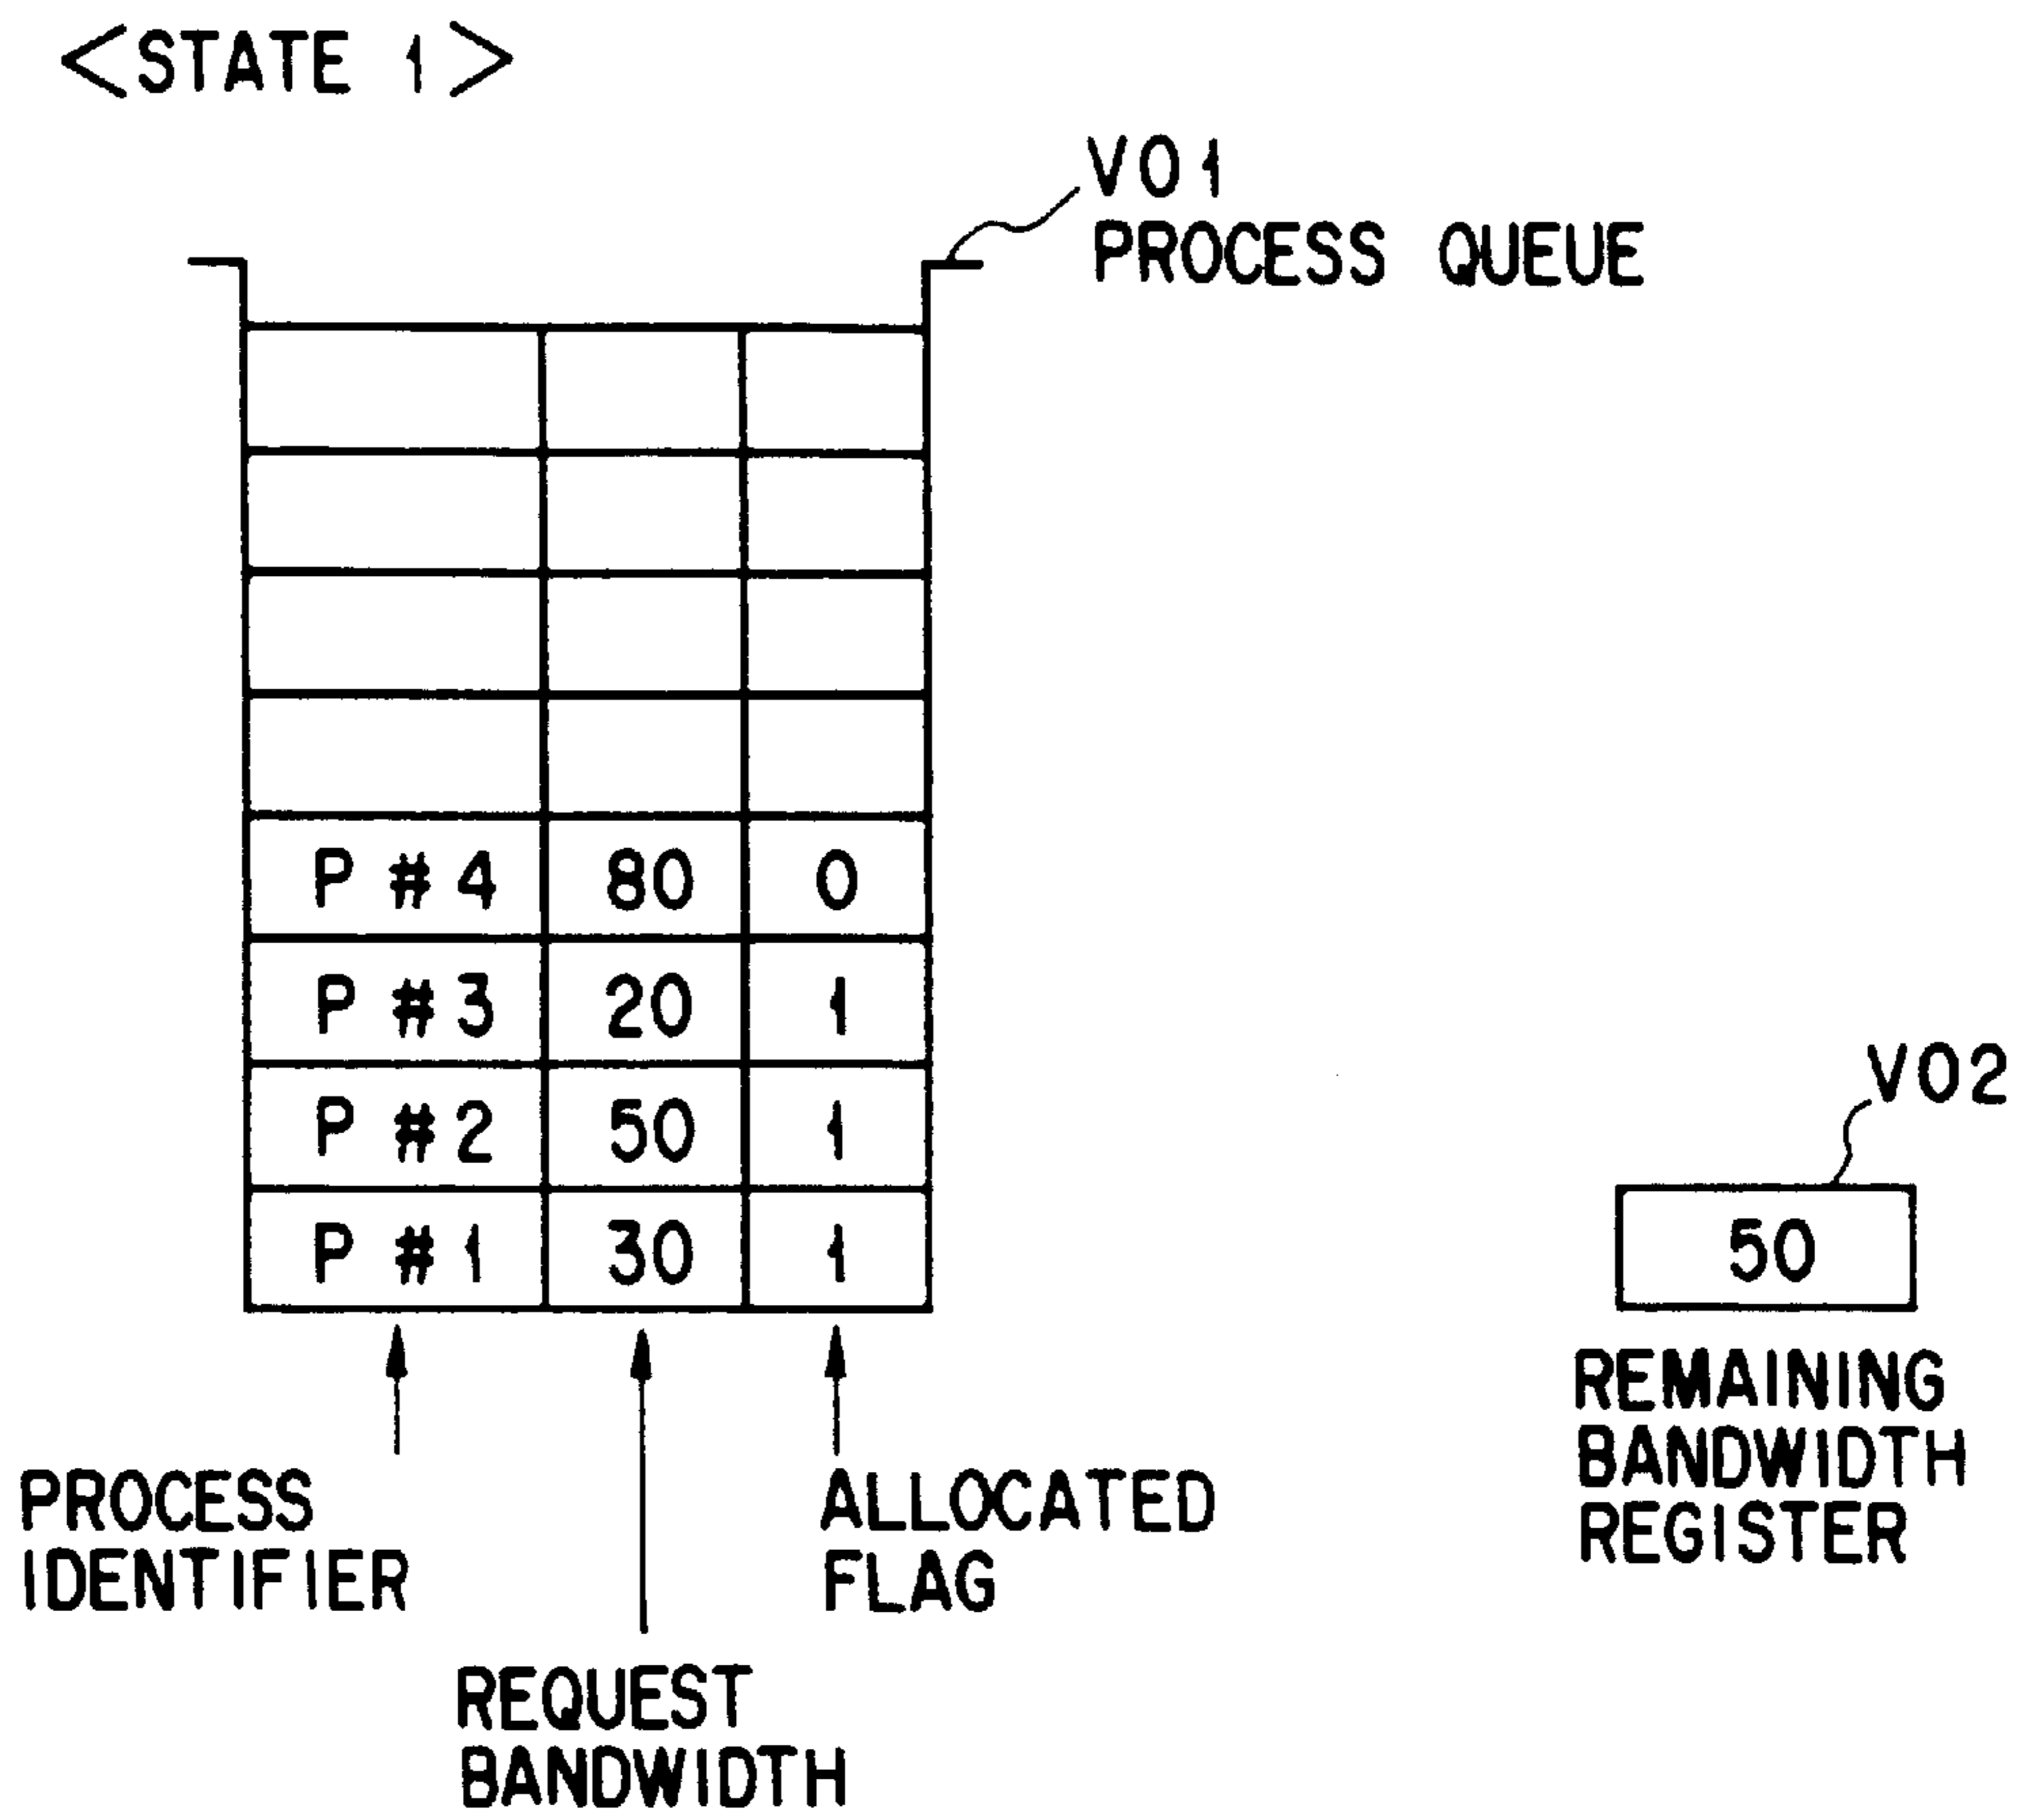 <STATE 1>
V01
PROCESS QUEUE
P #4 80 0
P #3 20 1
P #2 50 1
P #1 30 1
V02
50
REMAINING
BANDWIDTH
REGISTER
PROCESS
IDENTIFIER
ALLOCATED
FLAG
REQUEST
BANDWIDTH